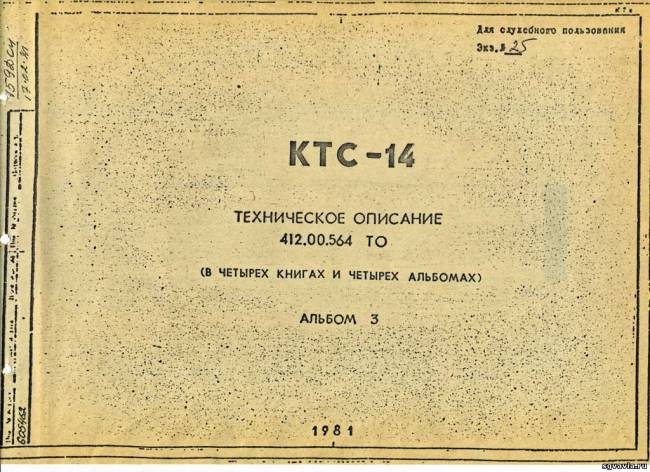 Для служебного пользования
Экз.№ 25
КТС-14
ТЕХНИЧЕСКОЕ ОПИСАНИЕ
412.00.564 ТО
(В ЧЕТЫРЕХ КНИГАХ И ЧЕТЫРЕХ АЛЬБОМАХ)
АЛЬБОМ 3
1981
sgvavia.ru